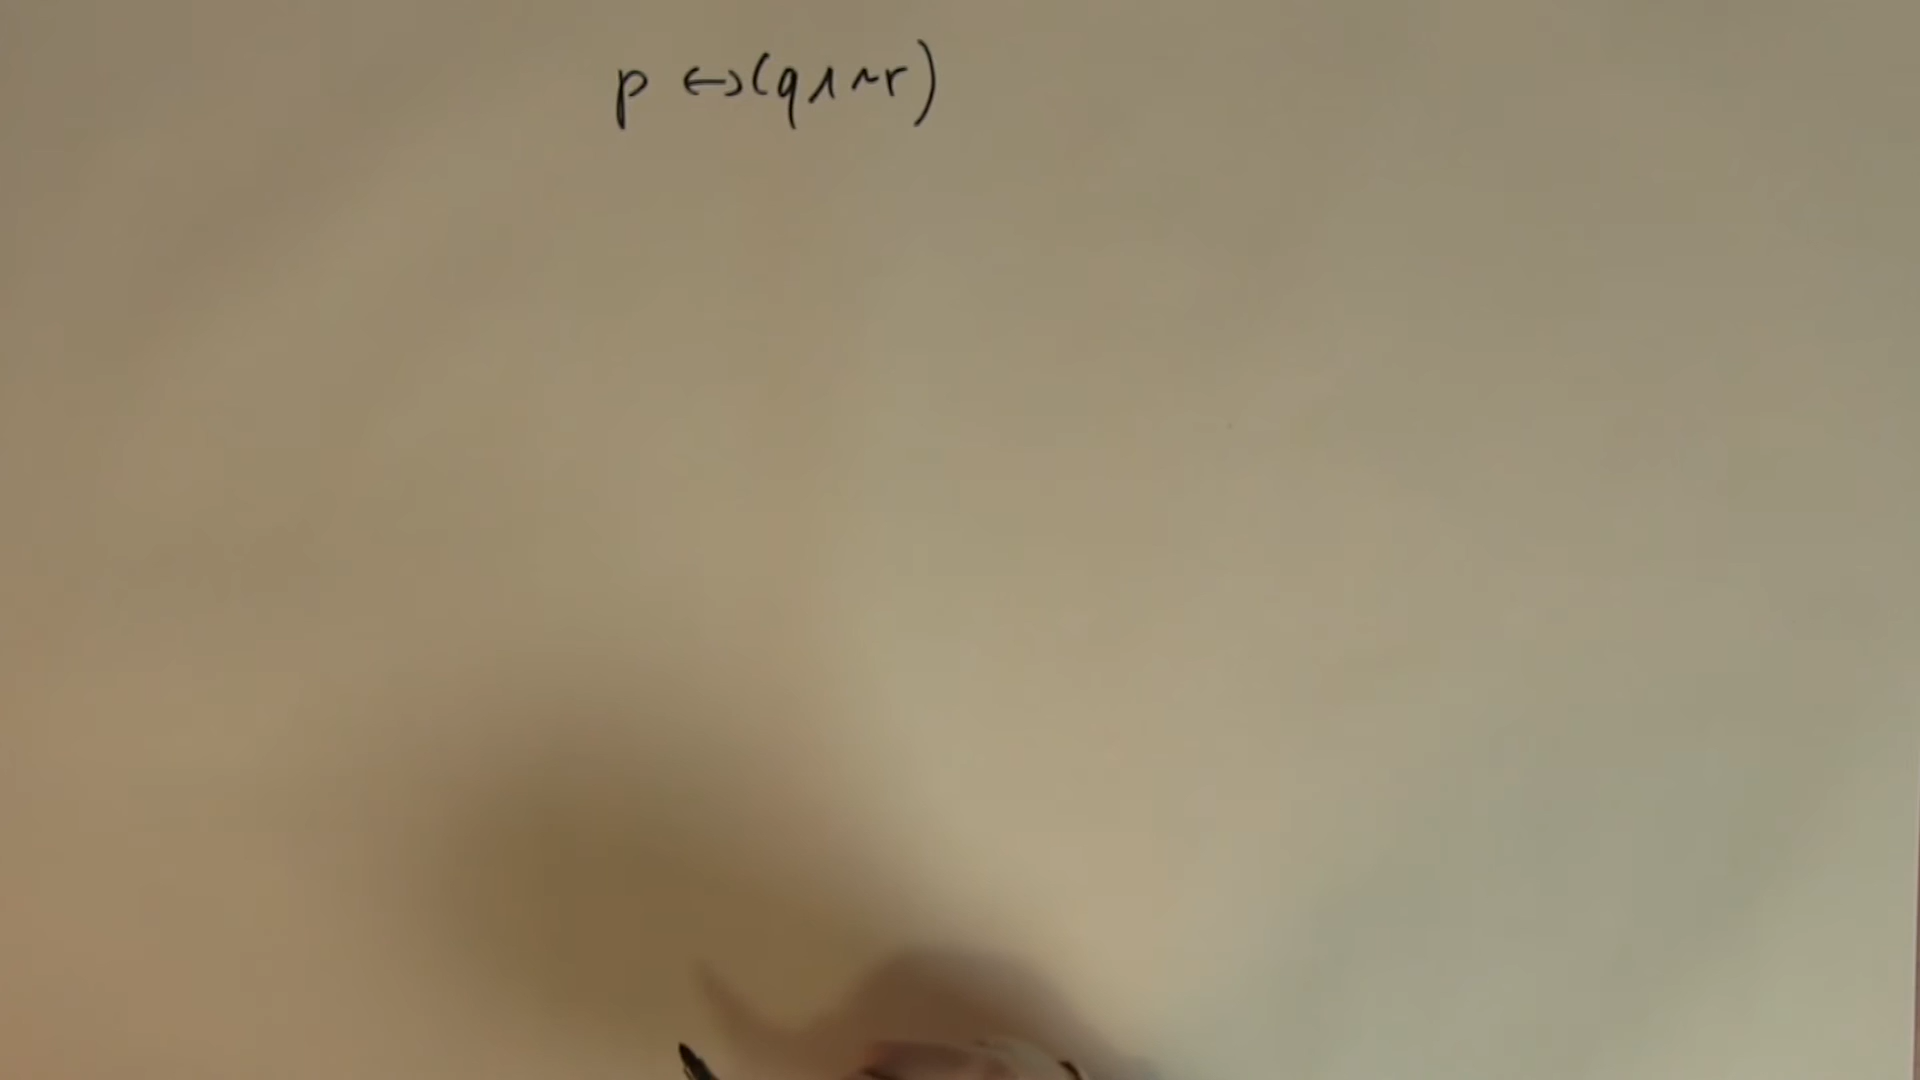 p ↔ (q ∧ ~r)